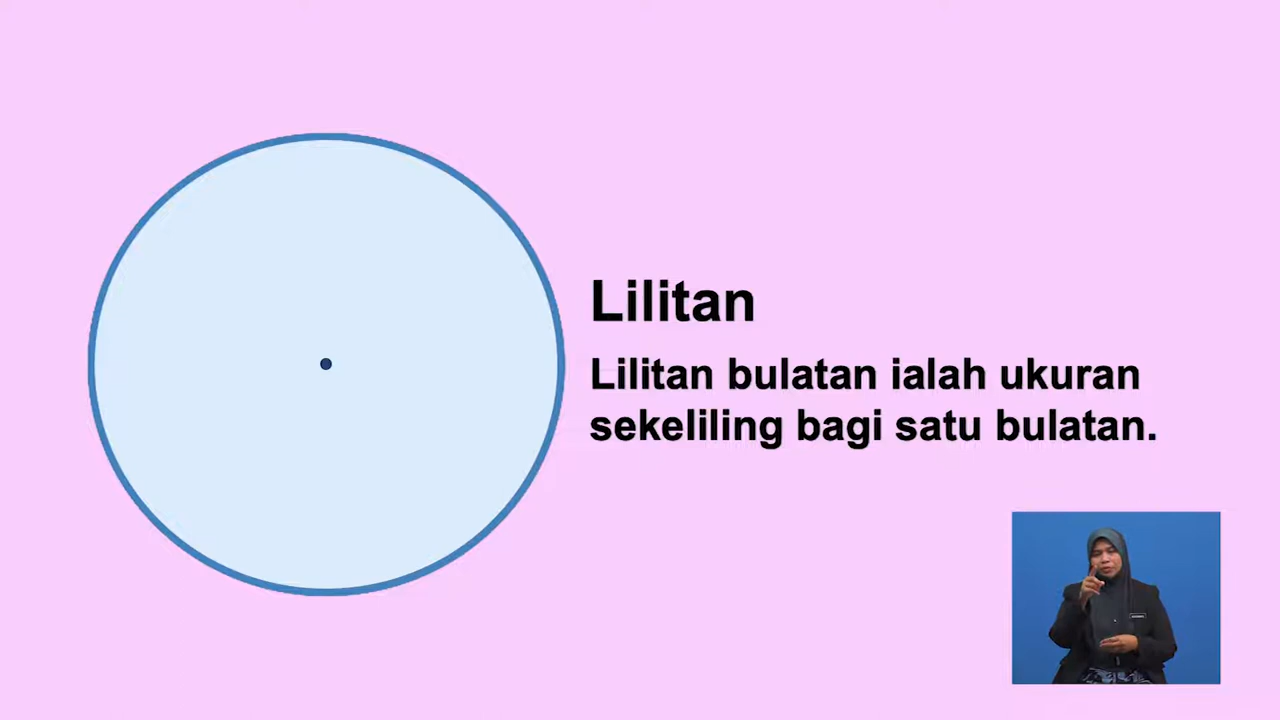 Lilitan
Lilitan bulatan ialah ukuran
sekeliling bagi satu bulatan.